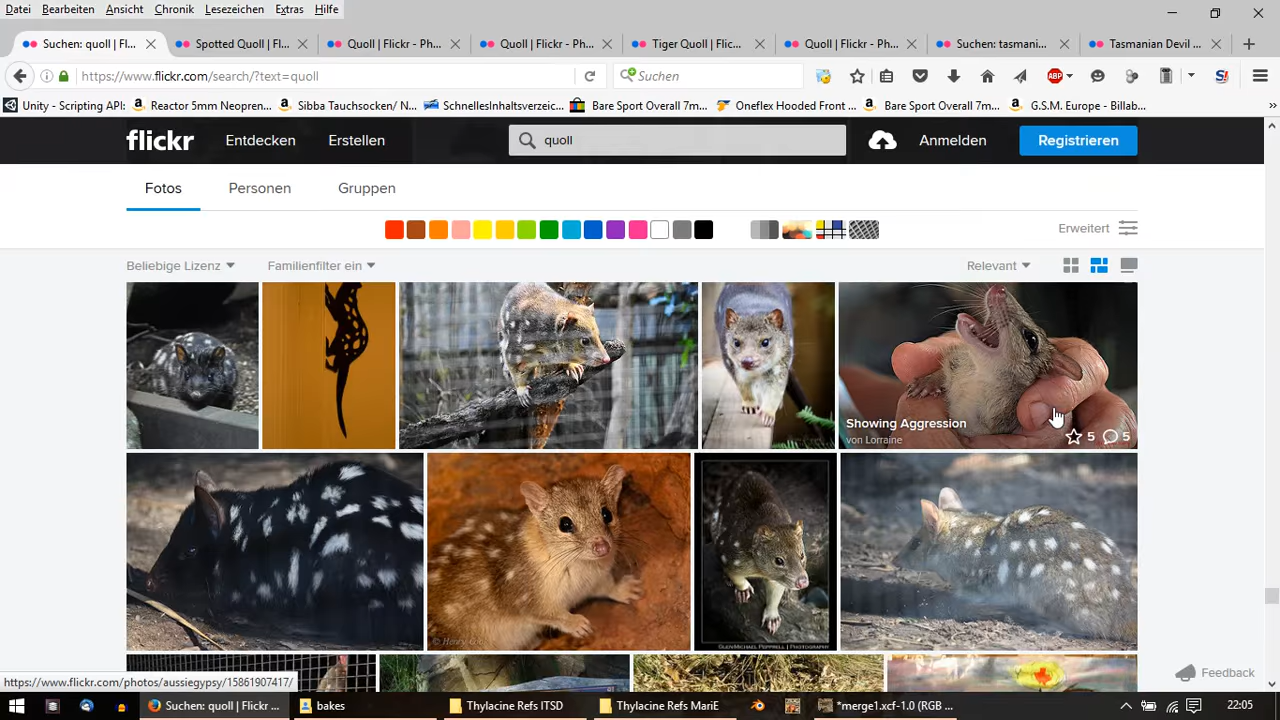 Datei Bearbeiten Ansicht Chronik Lesezeichen Extras Hilfe
Suchen: quoll | Fl... Spotted Quoll | Fl... Quoll | Flickr - Ph... Quoll | Flickr - Ph... Tiger Quoll | Flic... Quoll | Flickr - Ph... Suchen: tasmani... Tasmanian Devil ...
https://www.flickr.com/search/?text=quoll Suchen ABP
Unity - Scripting API: Reactor 5mm Neopren... Sibba Tauchsocken/ N... SchnellesInhaltsverzeic... Bare Sport Overall 7m... Oneflex Hooded Front ... Bare Sport Overall 7m... G.S.M. Europe - Billab... »
flickr Entdecken Erstellen quoll Anmelden Registrieren
Fotos Personen Gruppen
Erweitert
Beliebige Lizenz Familienfilter ein Relevant
Showing Aggression
von Lorraine 5 5
https://www.flickr.com/photos/aussiegypsy/15861907417/
Feedback
Suchen: quoll | Flickr ... bakes Thylacine Refs ITSD Thylacine Refs MariE *merge1.xcf-1.0 (RGB ... 22:05